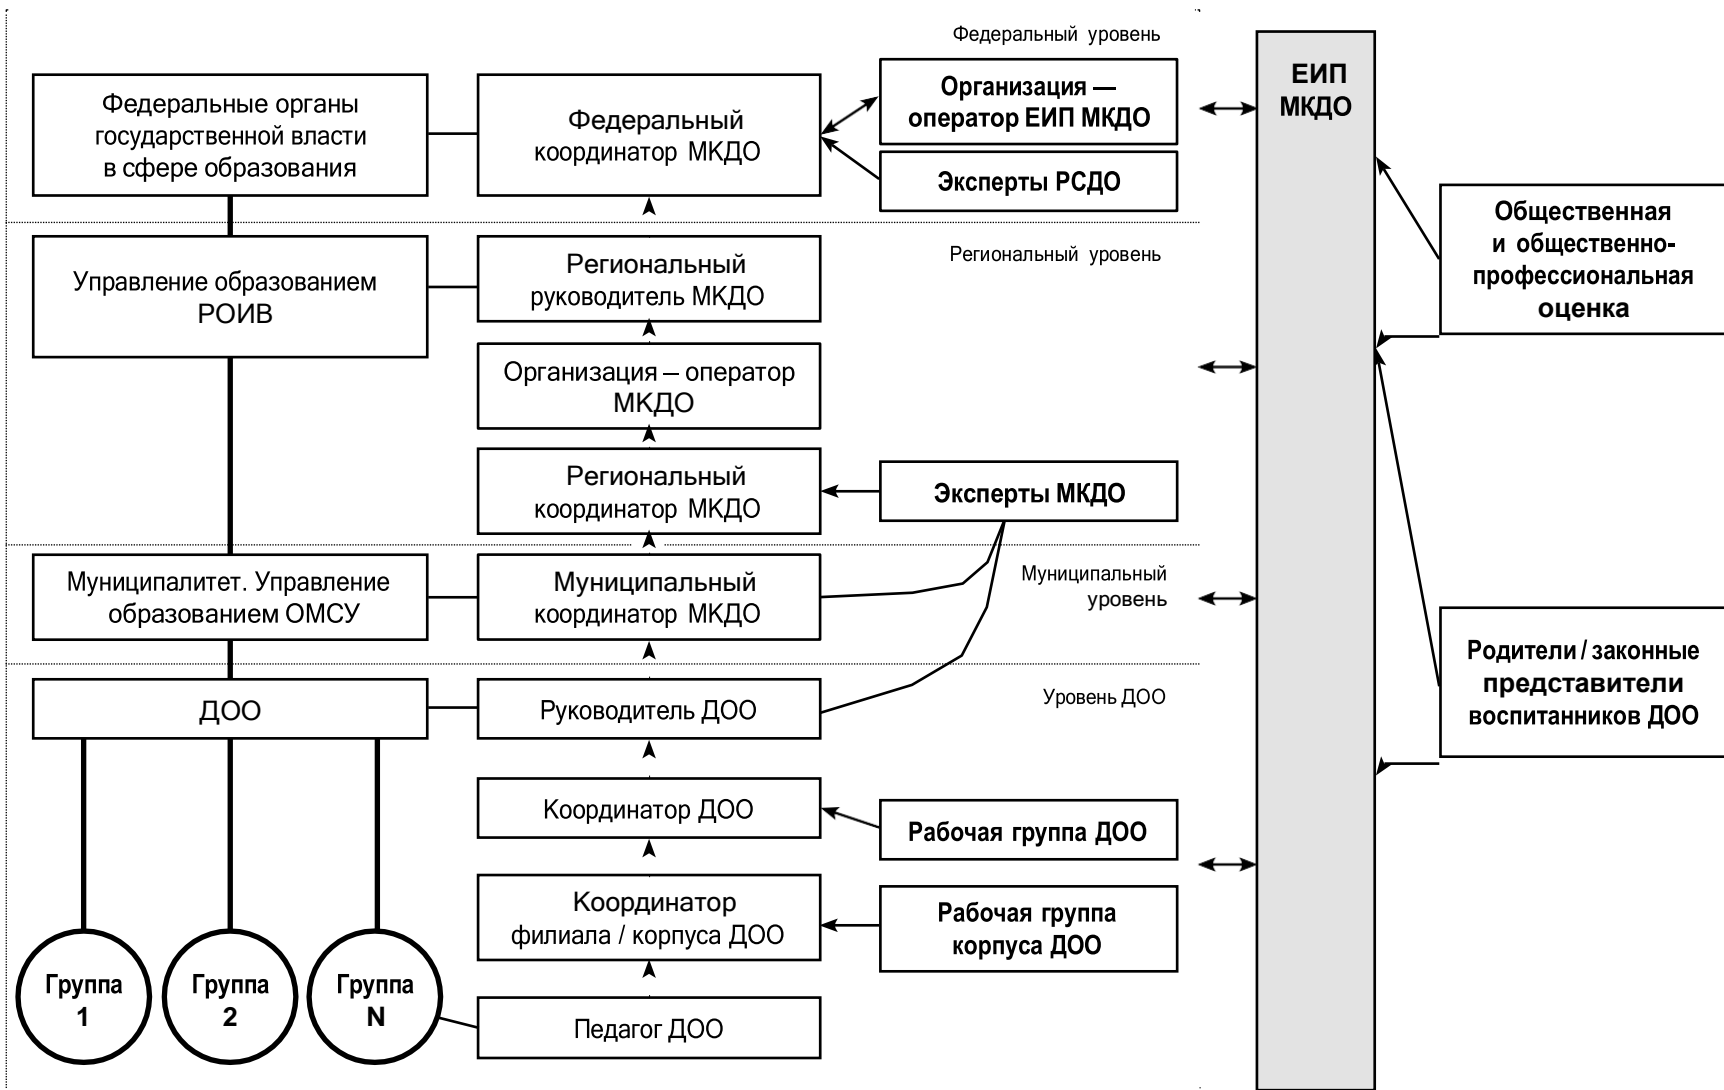 Федеральный уровень
Федеральные органы
государственной власти
в сфере образования
Федеральный
координатор МКДО
Организация —
оператор ЕИП МКДО
Эксперты РСДО
ЕИП
МКДО
Общественная
и общественно-
профессиональная
оценка
Региональный уровень
Управление образованием
РОИВ
Региональный
руководитель МКДО
Организация – оператор
МКДО
Региональный
координатор МКДО
Эксперты МКДО
Муниципальный
уровень
Муниципалитет. Управление
образованием ОМСУ
Муниципальный
координатор МКДО
Родители / законные
представители
воспитанников ДОО
Уровень ДОО
ДОО
Руководитель ДОО
Координатор ДОО
Рабочая группа ДОО
Координатор
филиала / корпуса ДОО
Рабочая группа
корпуса ДОО
Группа
1
Группа
2
Группа
N
Педагог ДОО